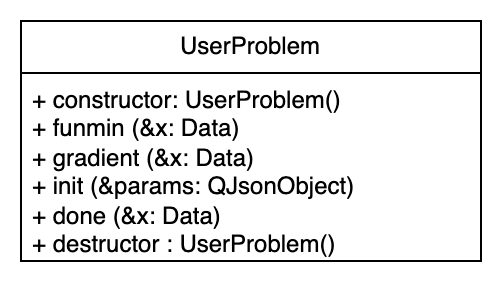 UserProblem
+ constructor: UserProblem()
+ funmin (&x: Data)
+ gradient (&x: Data)
+ init (&params: QJsonObject)
+ done (&x: Data)
+ destructor : UserProblem()